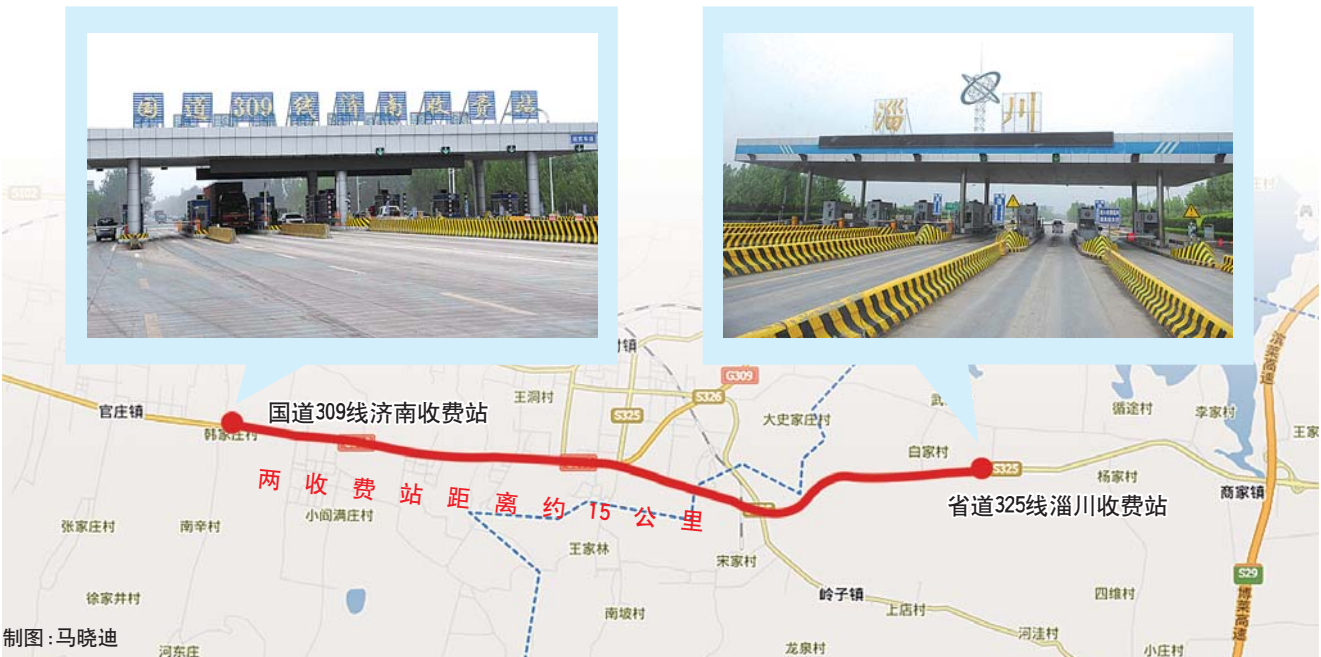 国道309线济南收费站
淄川
S102
村镇
G309
S326
S325
王洞村
大史家庄村
循途村
李家村
王家
滨莱高速
官庄镇
韩家庄村
国道309线济南收费站
白家村
S325
杨家村
商家镇
省道325线淄川收费站
两收费站距离约15公里
张家庄村
南辛村
小阎满庄村
王家林
宋家村
S29
博莱高速
徐家井村
南坡村
岭子镇
上店村
四维村
河洼村
制图:马晓迪
河东庄
龙泉村
小庄村